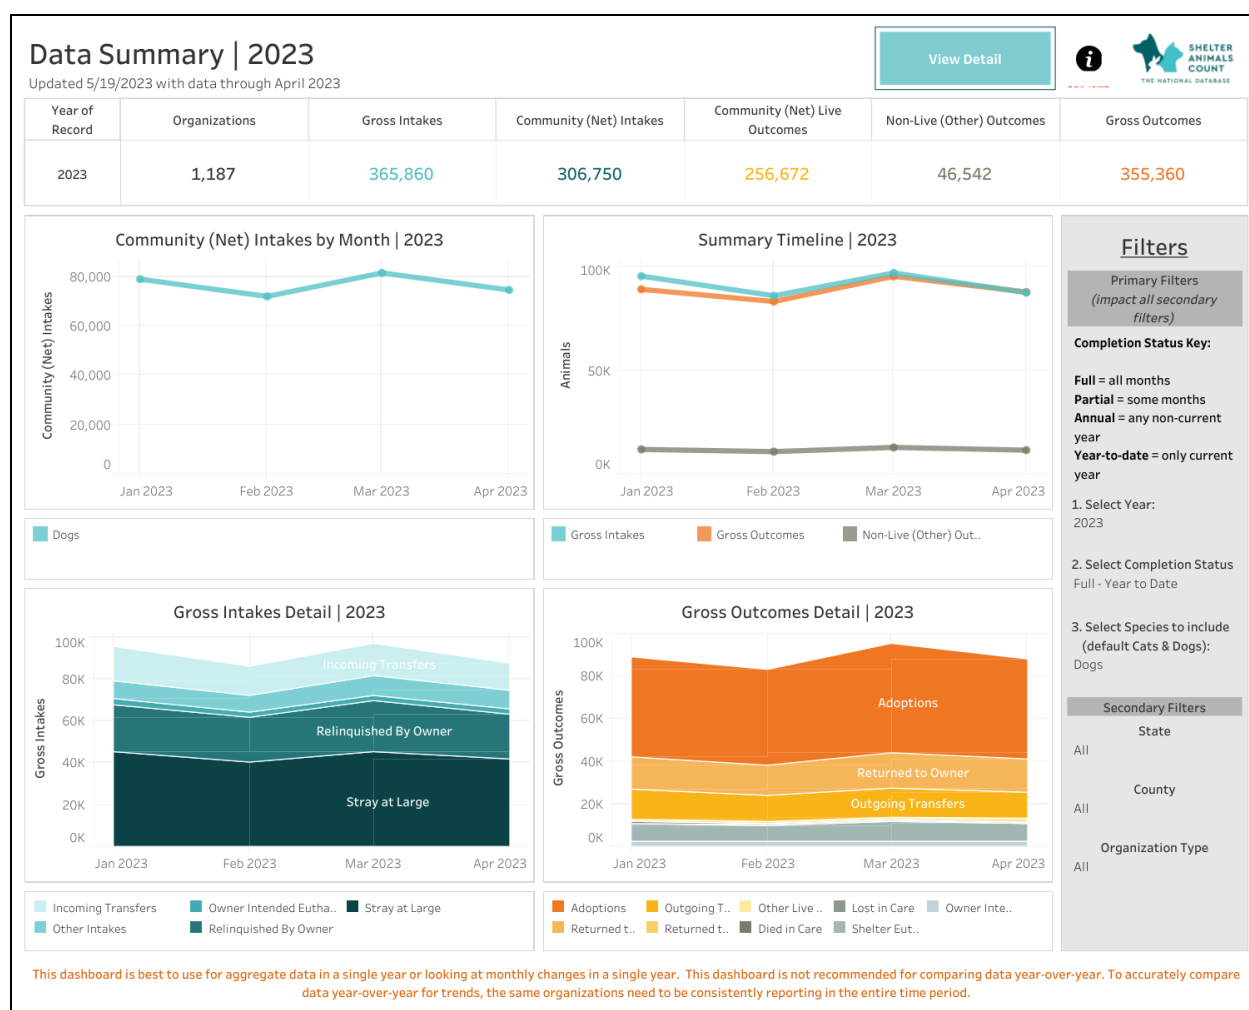 Data Summary | 2023
Updated 5/19/2023 with data through April 2023
View Detail
i
SHELTER
ANIMALS
COUNT
THE NATIONAL DATABASE
Year of
Record
Organizations
Gross Intakes
Community (Net) Intakes
Community (Net) Live
Outcomes
Non-Live (Other) Outcomes
Gross Outcomes
2023
1,187
365,860
306,750
256,672
46,542
355,360
Community (Net) Intakes by Month | 2023
Community (Net) Intakes
80,000
60,000
40,000
20,000
0
Jan 2023
Feb 2023
Mar 2023
Apr 2023
Dogs
Summary Timeline | 2023
Animals
100K
50K
0K
Jan 2023
Feb 2023
Mar 2023
Apr 2023
Gross Intakes
Gross Outcomes
Non-Live (Other) Out..
Gross Intakes Detail | 2023
Gross Intakes
100K
80K
60K
40K
20K
0K
Incoming Transfers
Relinquished By Owner
Stray at Large
Jan 2023
Feb 2023
Mar 2023
Apr 2023
Incoming Transfers
Owner Intended Eutha..
Stray at Large
Other Intakes
Relinquished By Owner
Gross Outcomes Detail | 2023
Gross Outcomes
100K
80K
60K
40K
20K
0K
Adoptions
Returned to Owner
Outgoing Transfers
Jan 2023
Feb 2023
Mar 2023
Apr 2023
Adoptions
Outgoing T..
Other Live ..
Lost in Care
Owner Inte..
Returned t..
Returned t..
Died in Care
Shelter Eut..
Filters
Primary Filters
(impact all secondary
filters)
Completion Status Key:
Full = all months
Partial = some months
Annual = any non-current
year
Year-to-date = only current
year
1. Select Year:
2023
2. Select Completion Status
Full - Year to Date
3. Select Species to include
(default Cats & Dogs):
Dogs
Secondary Filters
State
All
County
All
Organization Type
All
This dashboard is best to use for aggregate data in a single year or looking at monthly changes in a single year.  This dashboard is not recommended for comparing data year-over-year. To accurately compare
data year-over-year for trends, the same organizations need to be consistently reporting in the entire time period.